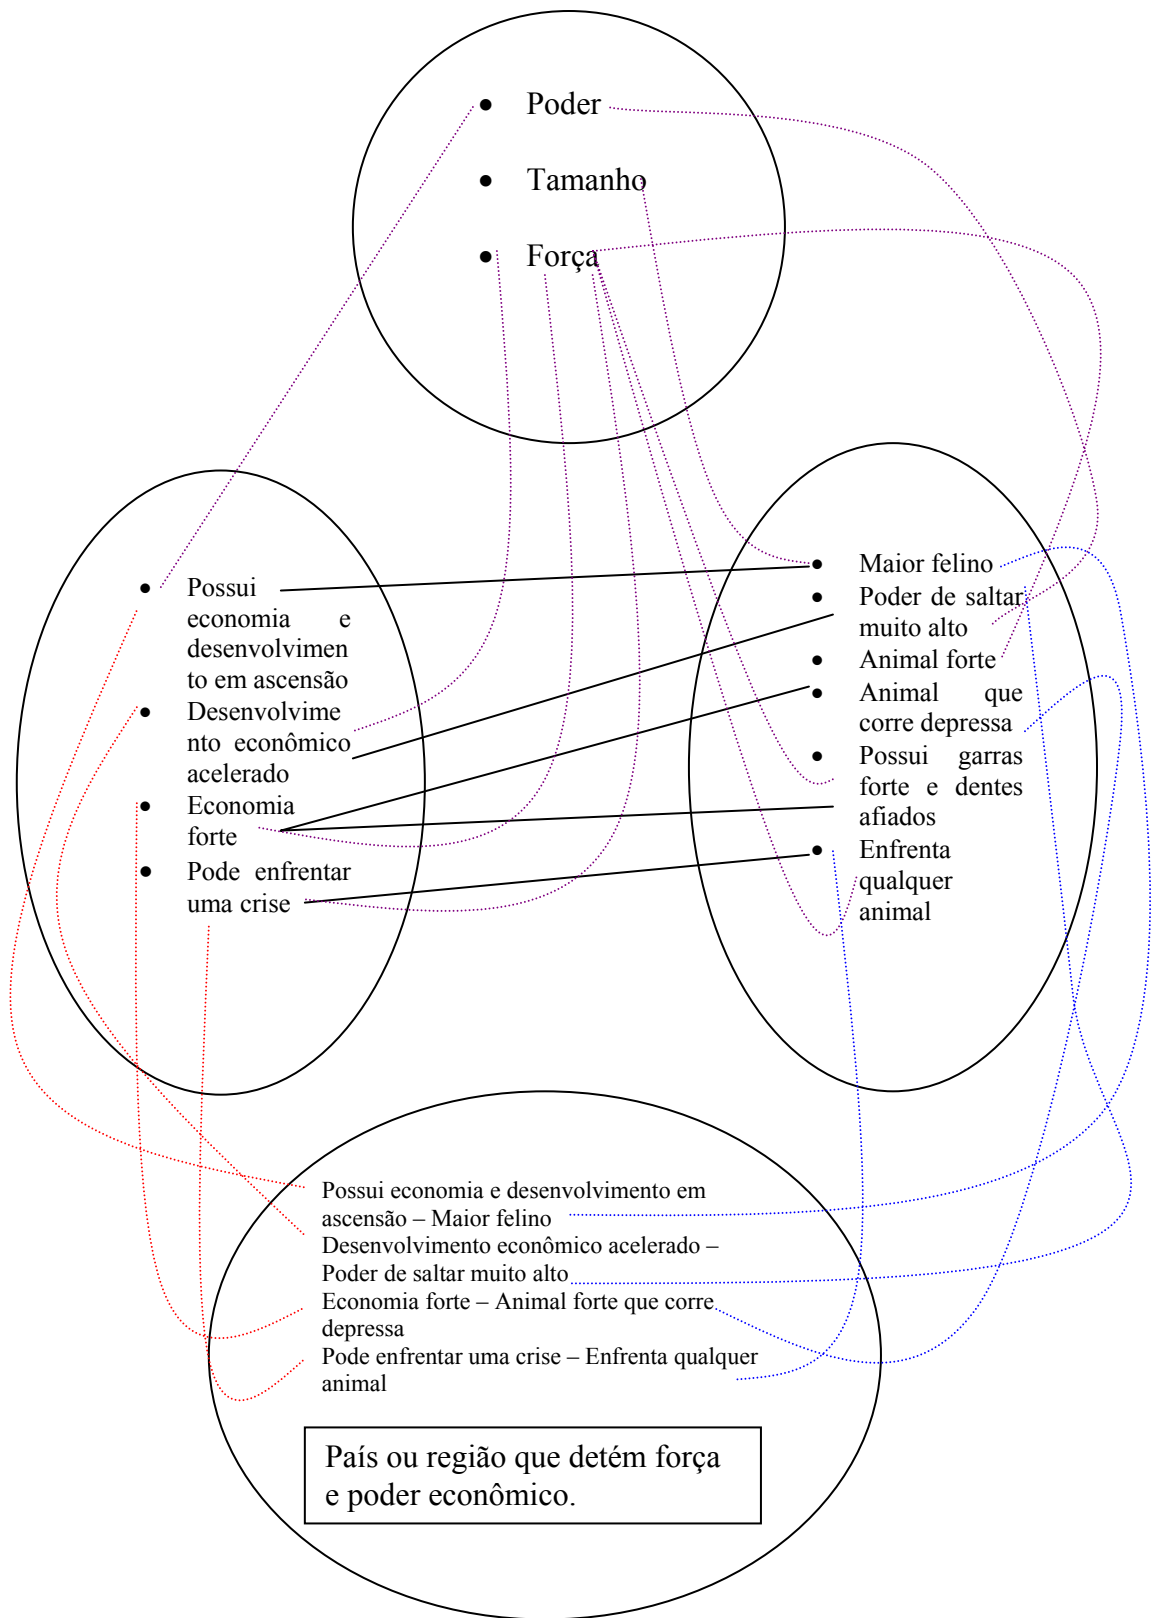 • Poder
• Tamanho
• Força
• Possui
economia e
desenvolvimen
to em ascensão
• Desenvolvime
nto econômico
acelerado
• Economia
forte
• Pode enfrentar
uma crise
• Maior felino
• Poder de saltar
muito alto
• Animal forte
• Animal que
corre depressa
• Possui garras
forte e dentes
afiados
• Enfrenta
qualquer
animal
Possui economia e desenvolvimento em
ascensão – Maior felino
Desenvolvimento econômico acelerado –
Poder de saltar muito alto
Economia forte – Animal forte que corre
depressa
Pode enfrentar uma crise – Enfrenta qualquer
animal
País ou região que detém força
e poder econômico.